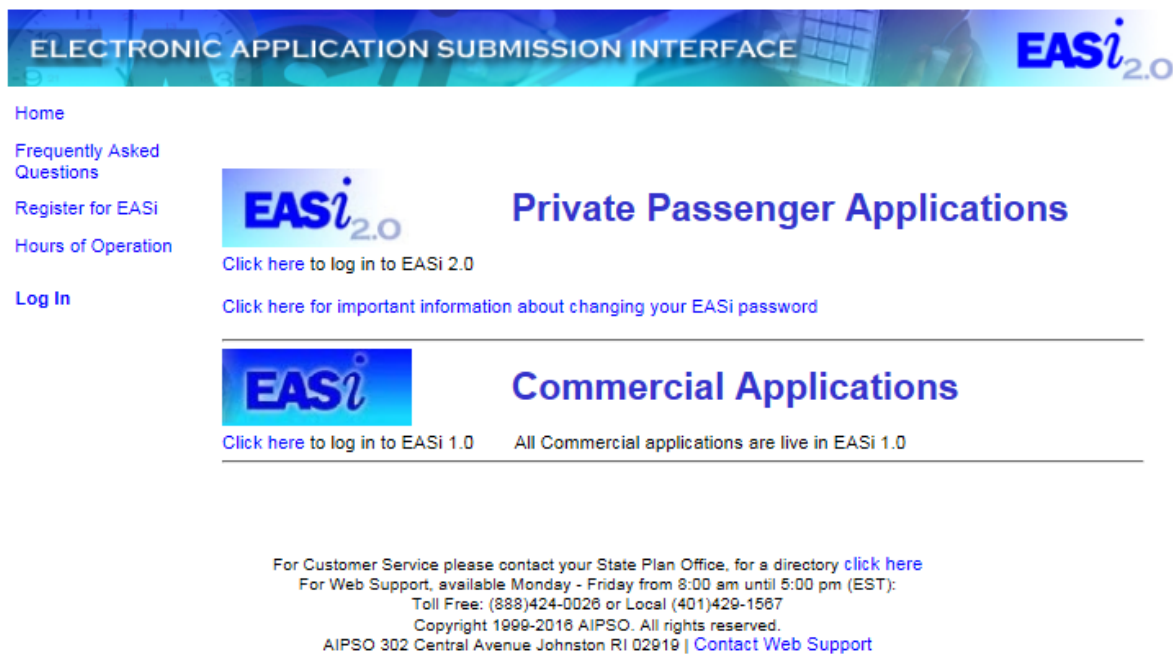 ELECTRONIC APPLICATION SUBMISSION INTERFACE
EASi 2.0
Home
Frequently Asked
Questions
Register for EASi
Hours of Operation
Log In
EASi 2.0
Private Passenger Applications
Click here to log in to EASi 2.0
Click here for important information about changing your EASi password
EASi
Commercial Applications
Click here to log in to EASi 1.0
All Commercial applications are live in EASi 1.0
For Customer Service please contact your State Plan Office, for a directory click here
For Web Support, available Monday - Friday from 8:00 am until 5:00 pm (EST):
Toll Free: (888)424-0026 or Local (401)429-1567
Copyright 1999-2016 AIPSO. All rights reserved.
AIPSO 302 Central Avenue Johnston RI 02919 | Contact Web Support